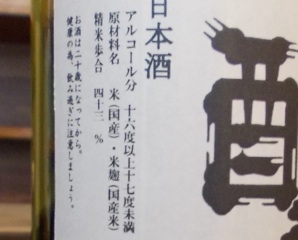 日本酒
アルコール分 十六度以上十七度未満
原材料名 米(国産)・米麹(国産米)
精米歩合 四十三 %
お酒は二十歳になってから。
健康の為、飲み過ぎに注意しましょう。